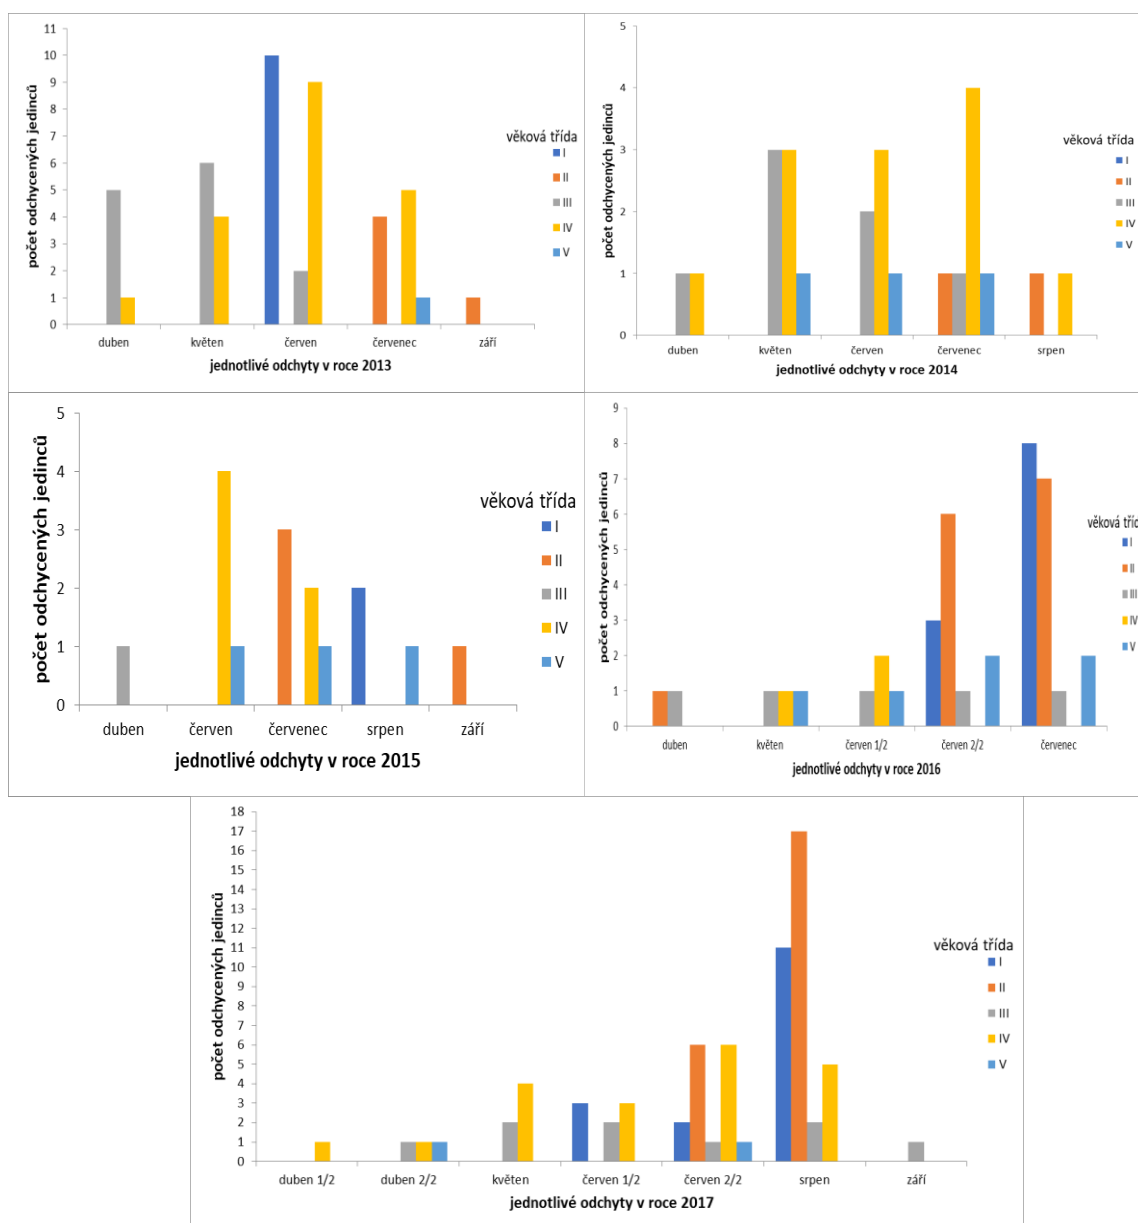 11
10
9
8
7
6
5
4
3
2
1
0
počet odchycených jedinců
duben květen červen červenec září
jednotlivé odchyty v roce 2013
věková třída
I
II
III
IV
V
5
4
3
2
1
0
počet odchycených jedinců
duben květen červen červenec srpen
jednotlivé odchyty v roce 2014
věková třída
I
II
III
IV
V
5
4
3
2
1
0
počet odchycených jedinců
duben červen červenec srpen září
jednotlivé odchyty v roce 2015
věková třída
I
II
III
IV
V
9
8
7
6
5
4
3
2
1
0
počet odchycených jedinců
duben květen červen 1/2 červen 2/2 červenec
jednotlivé odchyty v roce 2016
věková tříd
I
II
III
IV
V
18
17
16
15
14
13
12
11
10
9
8
7
6
5
4
3
2
1
0
počet odchycených jedinců
duben 1/2 duben 2/2 květen červen 1/2 červen 2/2 srpen září
jednotlivé odchyty v roce 2017
věková třída
I
II
III
IV
V